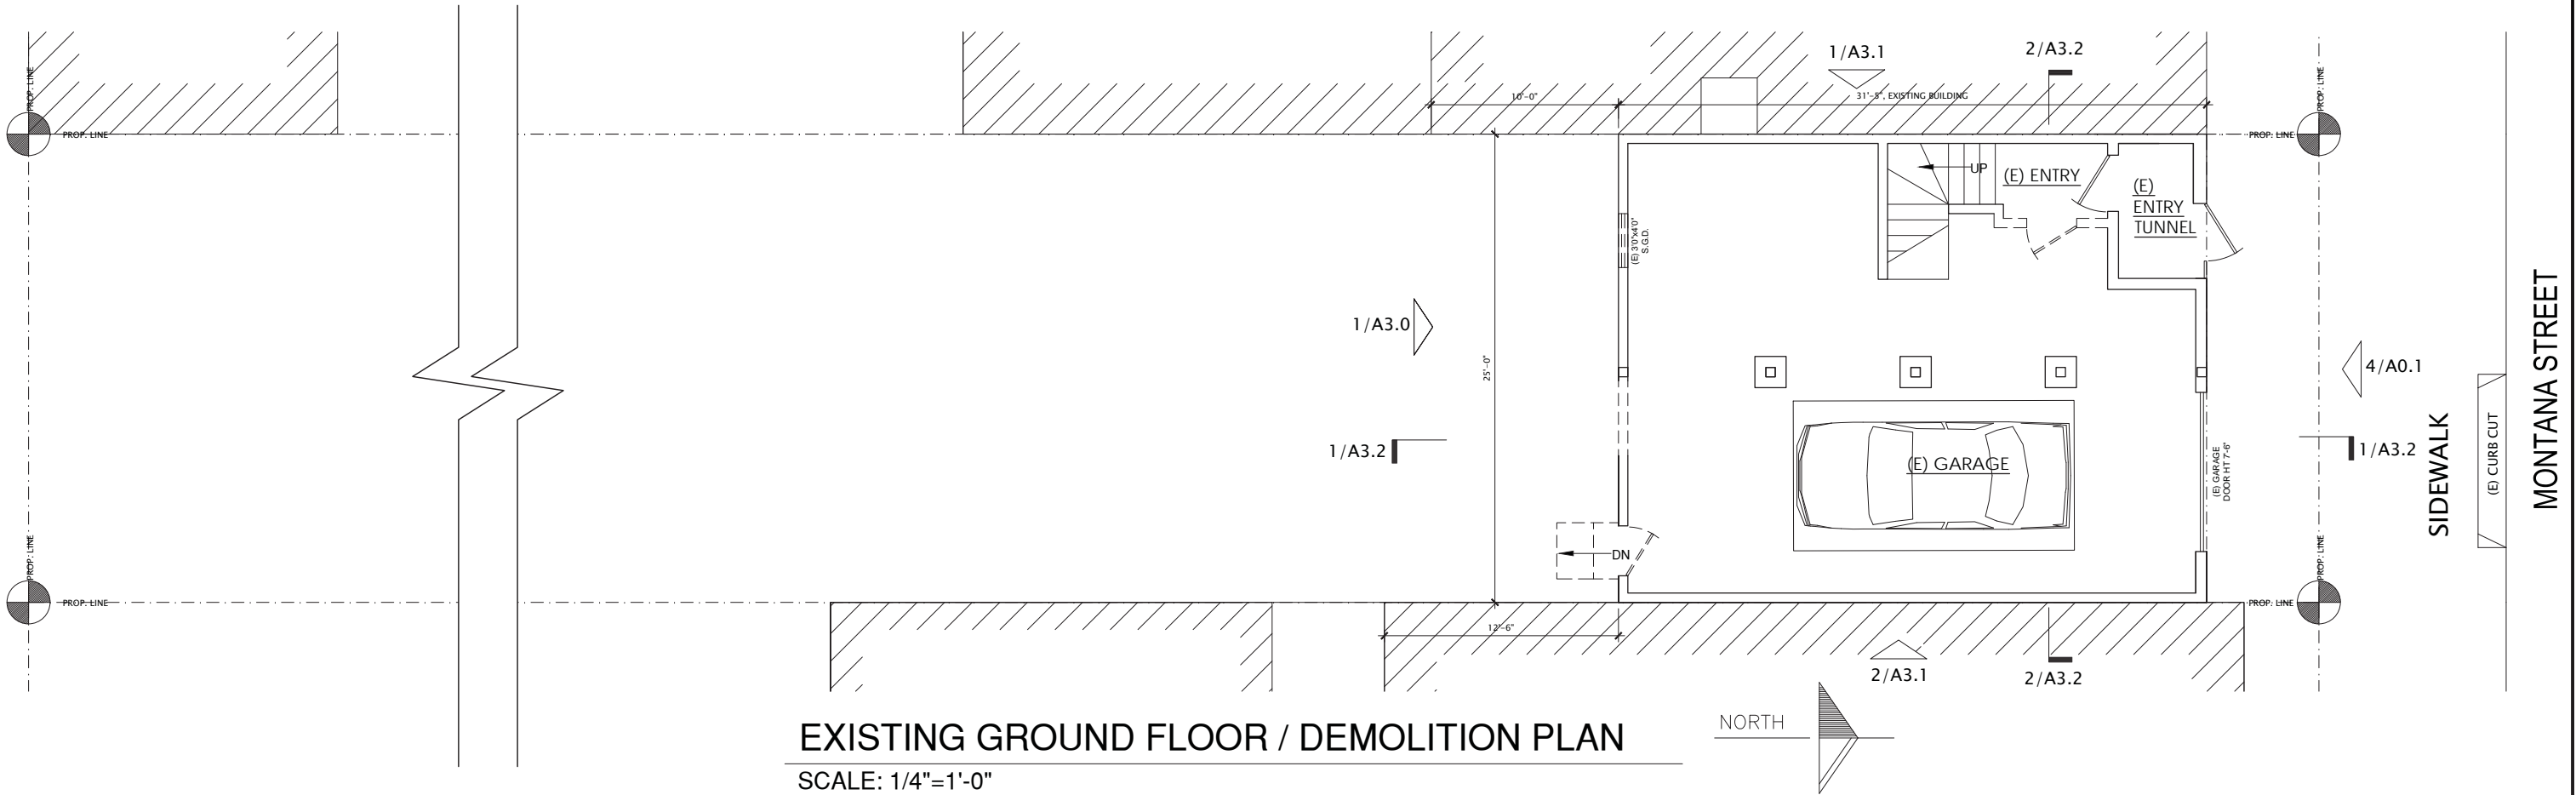 1/A3.1
2/A3.2
PROP. LINE
PROP. LINE
10'-0"
31'-5", EXISTING BUILDING
PROP. LINE
PROP. LINE
UP
(E) ENTRY
(E)
ENTRY
TUNNEL
(E) 3'0"x4'0"
S.G.D.
1/A3.0
25'-0"
4/A0.1
1/A3.2
1/A3.2
(E) GARAGE
(E) GARAGE
DOOR HT 7'-6"
SIDEWALK
(E) CURB CUT
MONTANA STREET
DN
PROP. LINE
PROP. LINE
PROP. LINE
PROP. LINE
12'-6"
2/A3.1
2/A3.2
NORTH
EXISTING GROUND FLOOR / DEMOLITION PLAN
SCALE: 1/4"=1'-0"